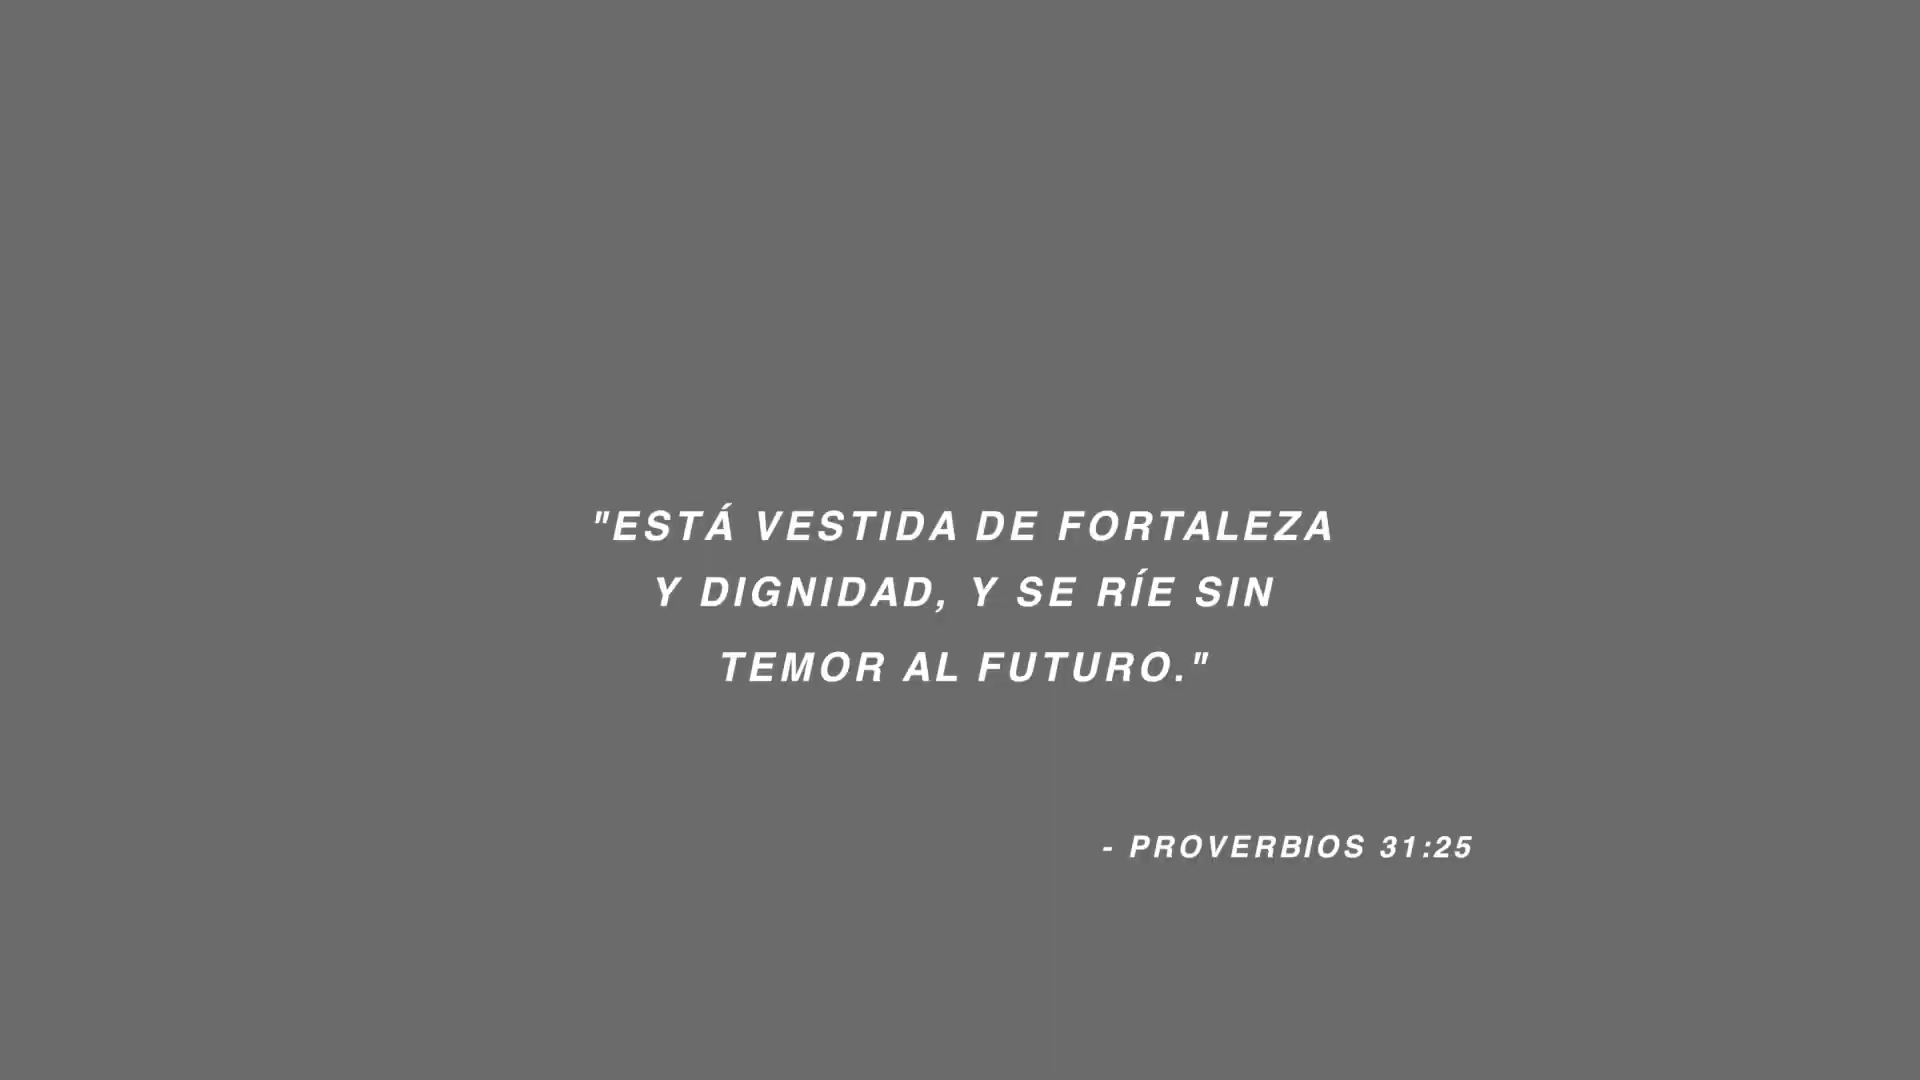 "ESTÁ VESTIDA DE FORTALEZA
Y DIGNIDAD, Y SE RÍE SIN
TEMOR AL FUTURO."
- PROVERBIOS 31:25